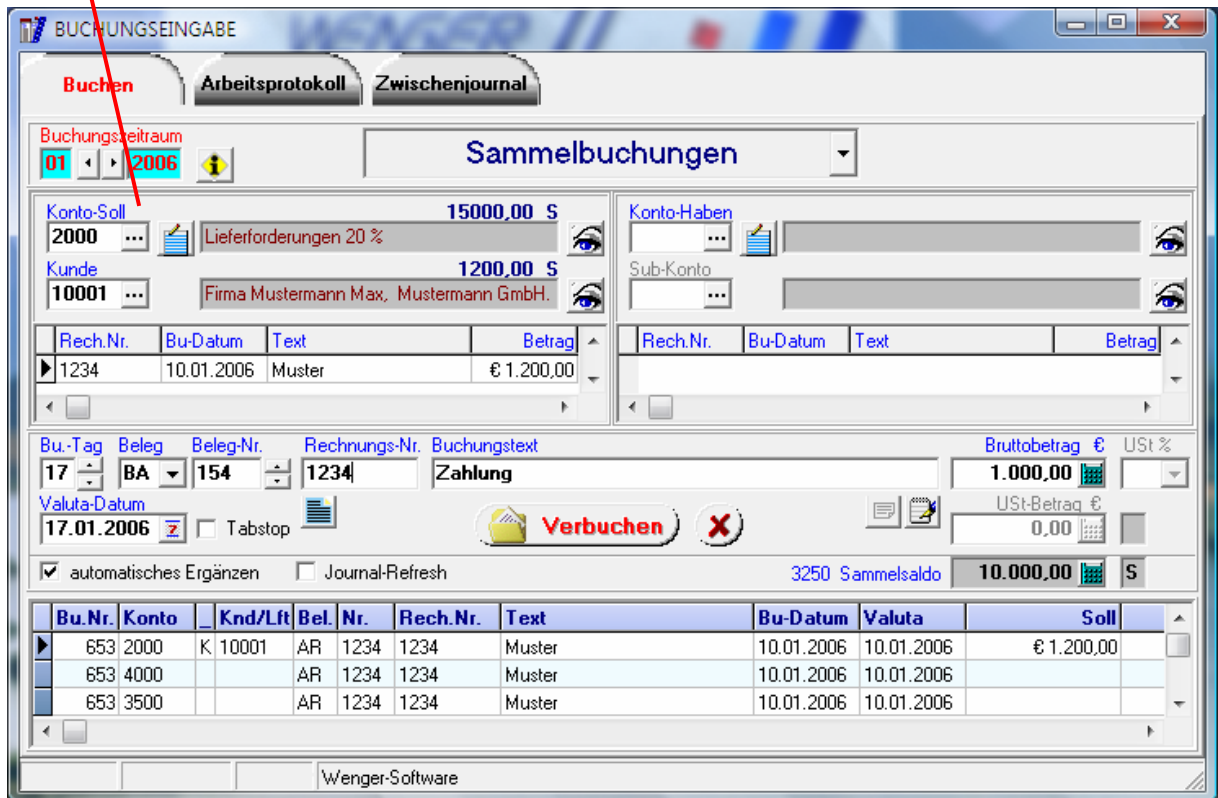 BUCHUNGSEINGABE
WENGER
Buchen Arbeitsprotokoll Zwischenjournal
Buchungszeitraum
01 2006 Sammelbuchungen
Konto-Soll 15000,00 S Konto-Haben
2000 ... Lieferforderungen 20 % ...
Kunde 1200,00 S Sub-Konto
10001 ... Firma Mustermann Max, Mustermann GmbH. ...
Rech.Nr. Bu-Datum Text Betrag Rech.Nr. Bu-Datum Text Betrag
1234 10.01.2006 Muster € 1.200,00
Bu.-Tag Beleg Beleg-Nr. Rechnungs-Nr. Buchungstext Bruttobetrag € USt %
17 BA 154 1234 Zahlung 1.000,00
Valuta-Datum USt-Betrag €
17.01.2006 Tabstop Verbuchen 0,00
automatisches Ergänzen Journal-Refresh 3250 Sammelsaldo 10.000,00 S
Bu.Nr. Konto _ Knd/Lft Bel. Nr. Rech.Nr. Text Bu-Datum Valuta Soll
653 2000 K 10001 AR 1234 1234 Muster 10.01.2006 10.01.2006 € 1.200,00
653 4000 AR 1234 1234 Muster 10.01.2006 10.01.2006
653 3500 AR 1234 1234 Muster 10.01.2006 10.01.2006
Wenger-Software